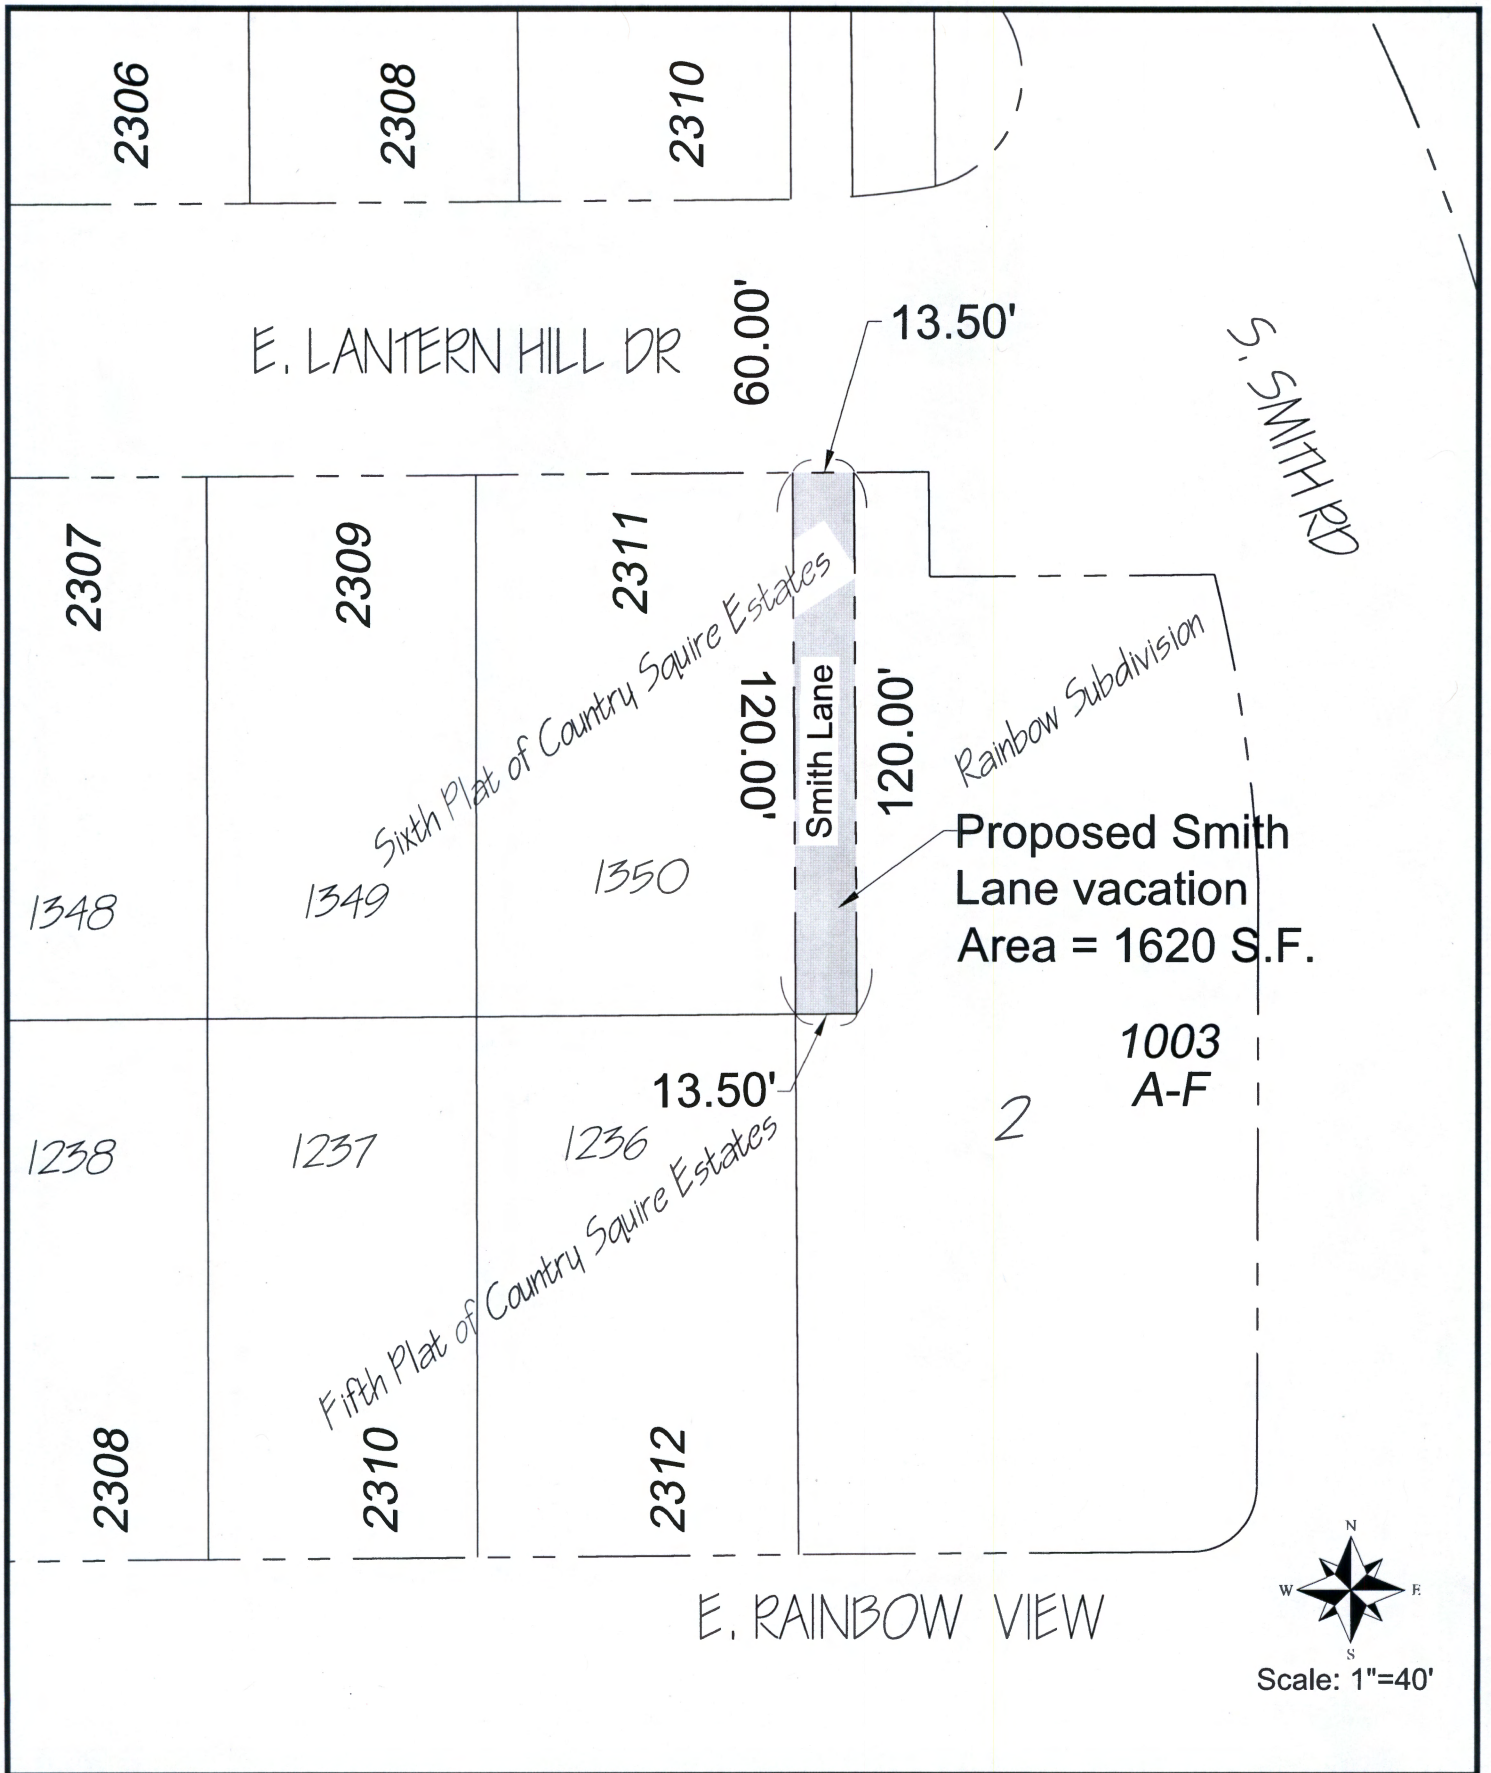 2306
2308
2310
E. LANTERN HILL DR
60.00'
13.50'
S. SMITH RD
2307
2309
2311
Sixth Plat of Country Squire Estates
120.00'
Smith Lane
120.00'
Rainbow Subdivision
Proposed Smith
Lane vacation
Area = 1620 S.F.
1348
1349
1350
13.50'
1003
A-F
2
1238
1237
1236
Fifth Plat of Country Squire Estates
2308
2310
2312
E. RAINBOW VIEW
N
W
E
S
Scale: 1"=40'